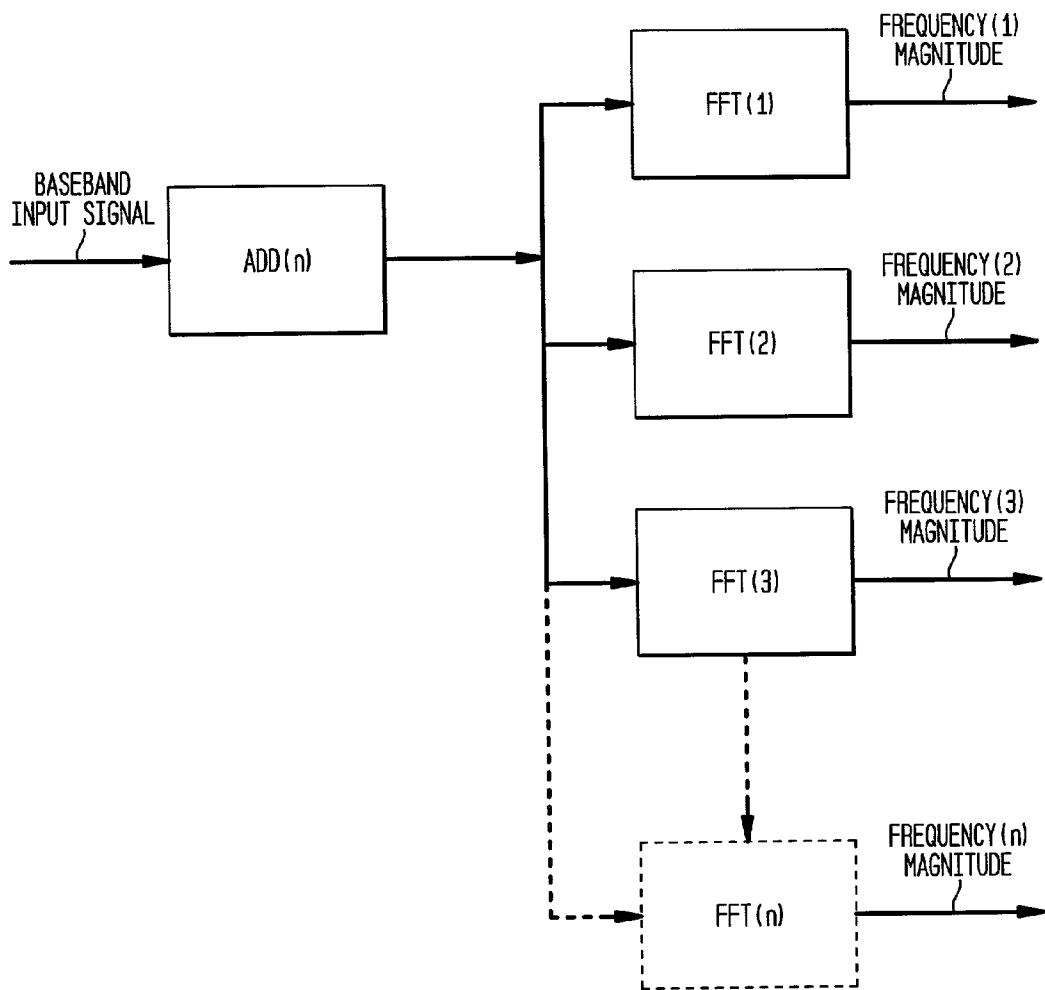 FREQUENCY(1)
MAGNITUDE
FFT(1)
BASEBAND
INPUT SIGNAL
ADD(n)
FREQUENCY(2)
MAGNITUDE
FFT(2)
FREQUENCY(3)
MAGNITUDE
FFT(3)
FREQUENCY(n)
MAGNITUDE
FFT(n)